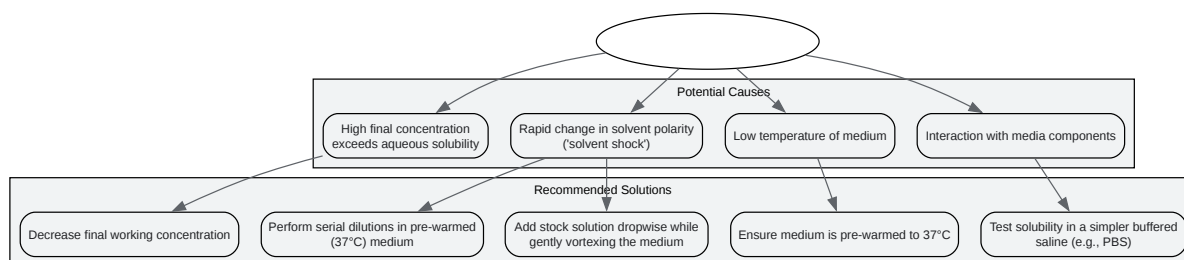 Potential Causes
High final concentration
exceeds aqueous solubility
Rapid change in solvent polarity
('solvent shock')
Low temperature of medium
Interaction with media components
Recommended Solutions
Decrease final working concentration
Perform serial dilutions in pre-warmed
(37°C) medium
Add stock solution dropwise while
gently vortexing the medium
Ensure medium is pre-warmed to 37°C
Test solubility in a simpler buffered
saline (e.g., PBS)